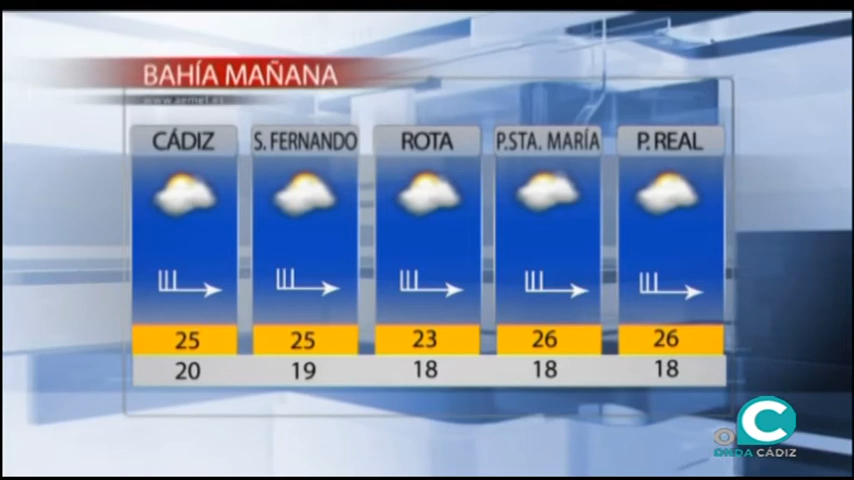 BAHÍA MAÑANA
www.aemet.es
CÁDIZ S. FERNANDO ROTA P.STA. MARÍA P. REAL
25 25 23 26 26
20 19 18 18 18
ONDA CÁDIZ